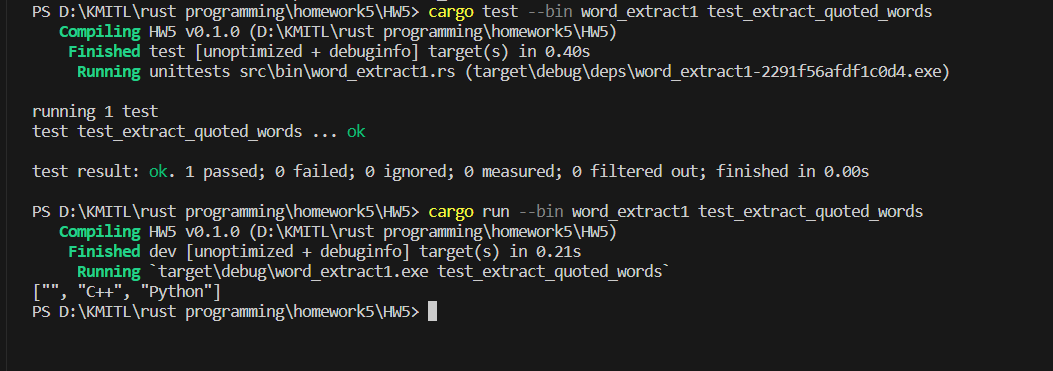 PS D:\KMITL\rust programming\homework5\HW5> cargo test --bin word_extract1 test_extract_quoted_words
   Compiling HW5 v0.1.0 (D:\KMITL\rust programming\homework5\HW5)
    Finished test [unoptimized + debuginfo] target(s) in 0.40s
     Running unittests src\bin\word_extract1.rs (target\debug\deps\word_extract1-2291f56afdf1c0d4.exe)
running 1 test
test test_extract_quoted_words ... ok
test result: ok. 1 passed; 0 failed; 0 ignored; 0 measured; 0 filtered out; finished in 0.00s
PS D:\KMITL\rust programming\homework5\HW5> cargo run --bin word_extract1 test_extract_quoted_words
   Compiling HW5 v0.1.0 (D:\KMITL\rust programming\homework5\HW5)
    Finished dev [unoptimized + debuginfo] target(s) in 0.21s
     Running `target\debug\word_extract1.exe test_extract_quoted_words`
["", "C++", "Python"]
PS D:\KMITL\rust programming\homework5\HW5>